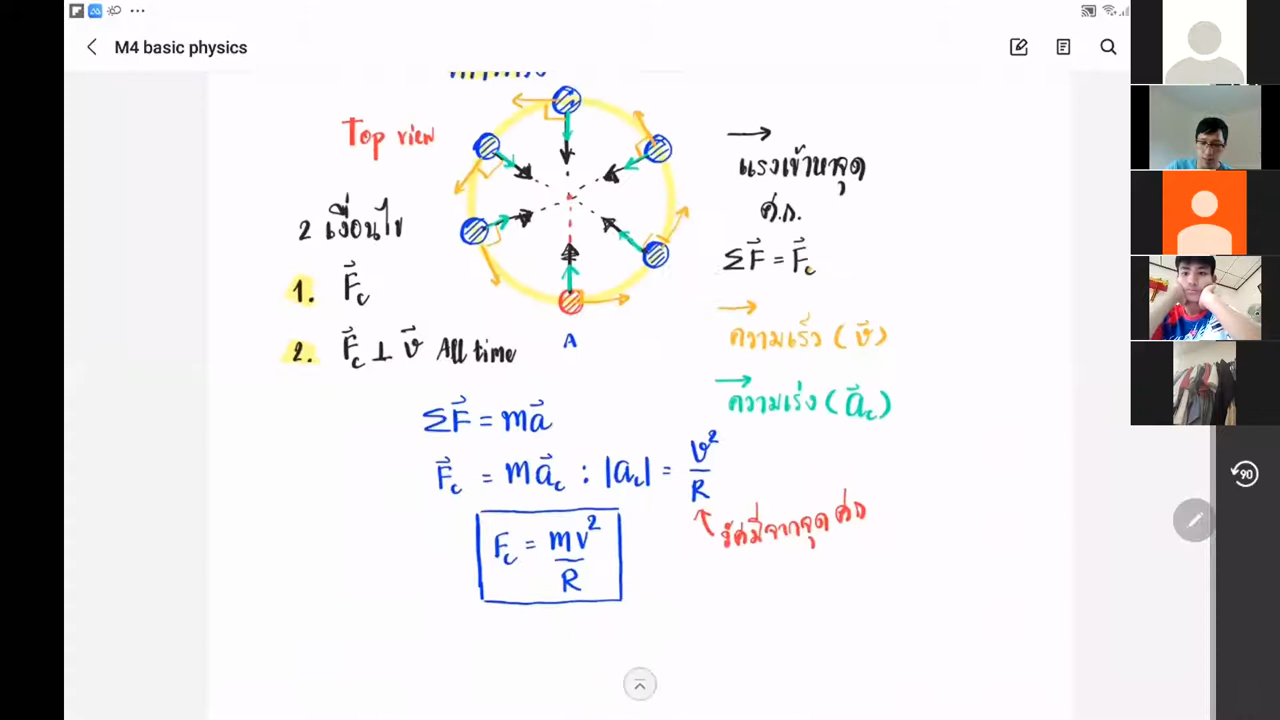 M4 basic physics
Top view
แรงเข้าหาจุด
ศ.ก.
2 เงื่อนไข
ΣF⃗ = F⃗c
1. F⃗c
ความเร็ว (v⃗)
2. F⃗c ⊥ v⃗ All time
A
ความเร่ง (a⃗c)
ΣF⃗ = ma⃗
F⃗c = ma⃗c : |ac| = v²/R
รัศมีจากจุด ศก
Fc = mv²/R
90